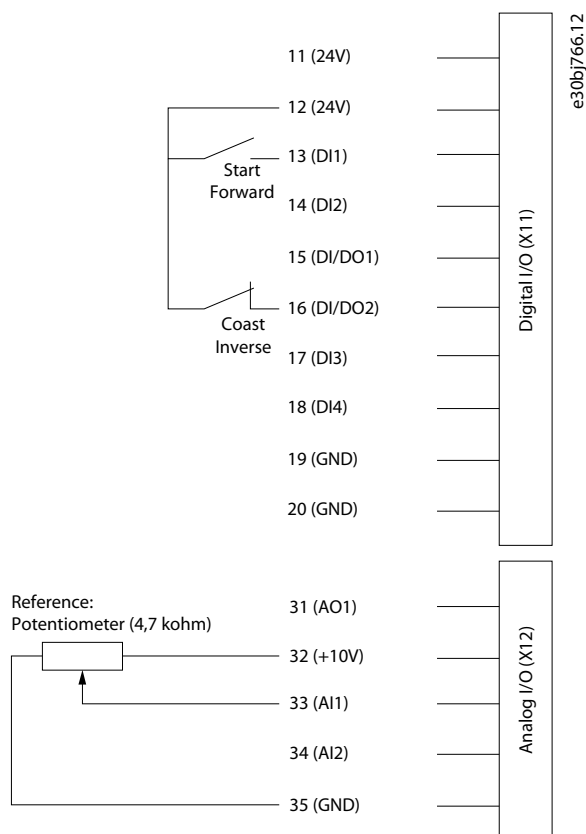 e30bj766.12
11 (24V)
12 (24V)
13 (DI1)
Start
Forward
14 (DI2)
15 (DI/DO1)
16 (DI/DO2)
Coast
Inverse
17 (DI3)
18 (DI4)
19 (GND)
20 (GND)
Digital I/O (X11)
Reference:
Potentiometer (4,7 kohm)
31 (AO1)
32 (+10V)
33 (AI1)
34 (AI2)
35 (GND)
Analog I/O (X12)